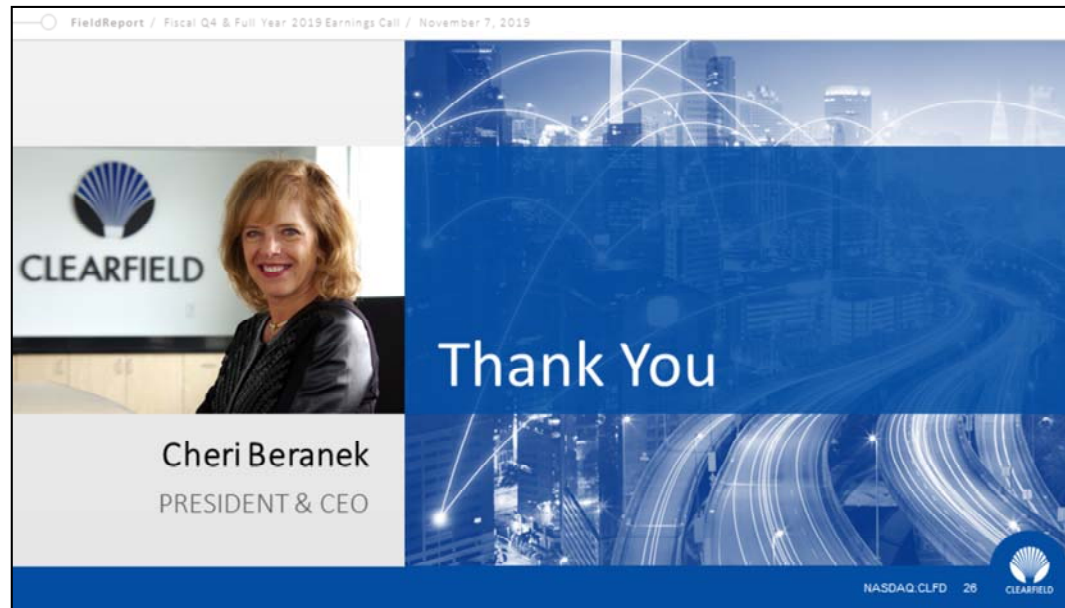 FieldReport / Fiscal Q4 & Full Year 2019 Earnings Call / November 7, 2019
CLEARFIELD
Thank You
Cheri Beranek
PRESIDENT & CEO
NASDAQ:CLFD 26
CLEARFIELD